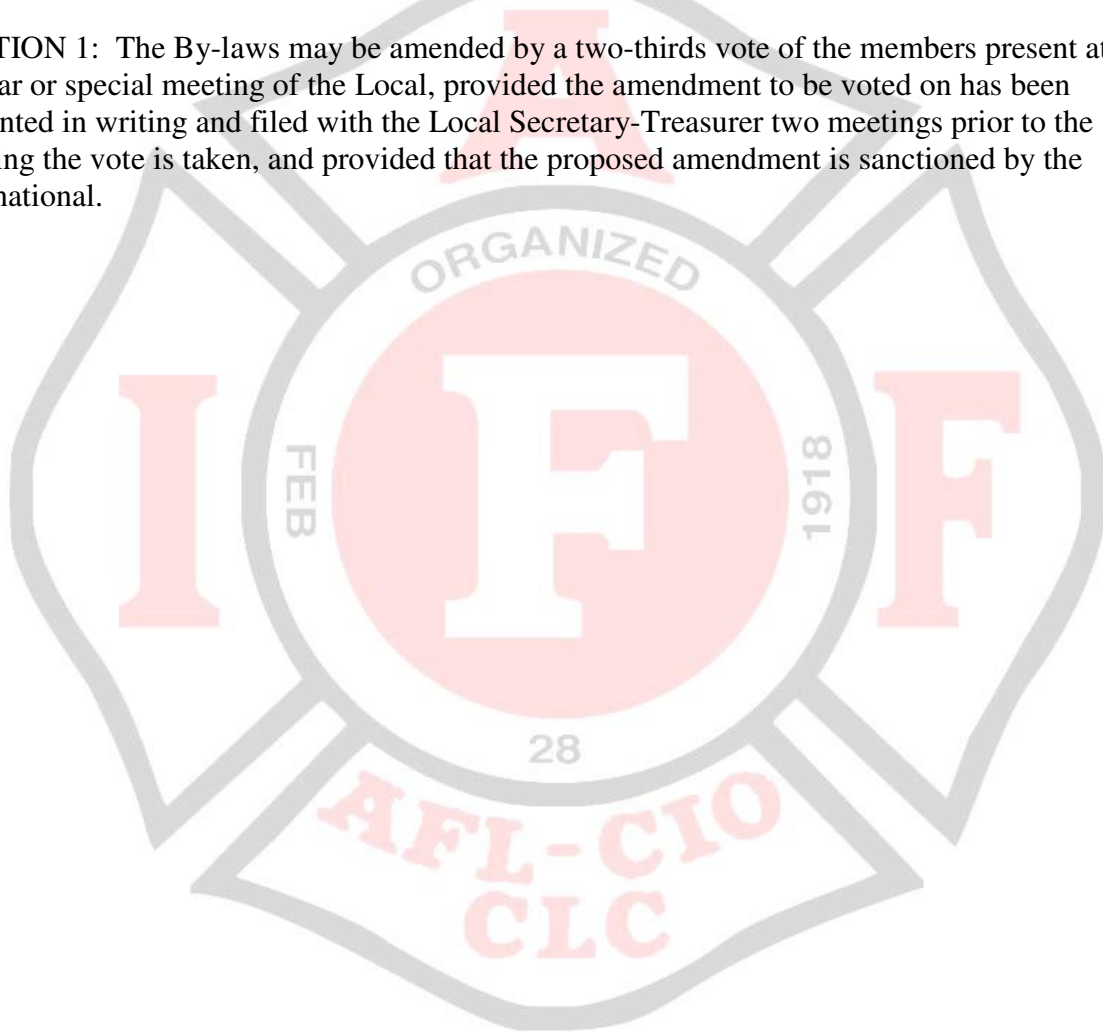 TION 1: The By-laws may be amended by a two-thirds vote of the members present at
ar or special meeting of the Local, provided the amendment to be voted on has been
nted in writing and filed with the Local Secretary-Treasurer two meetings prior to the
ing the vote is taken, and provided that the proposed amendment is sanctioned by the
national.
A
ORGANIZED
I F F
FEB 1918
28
AFL-CIO
CLC